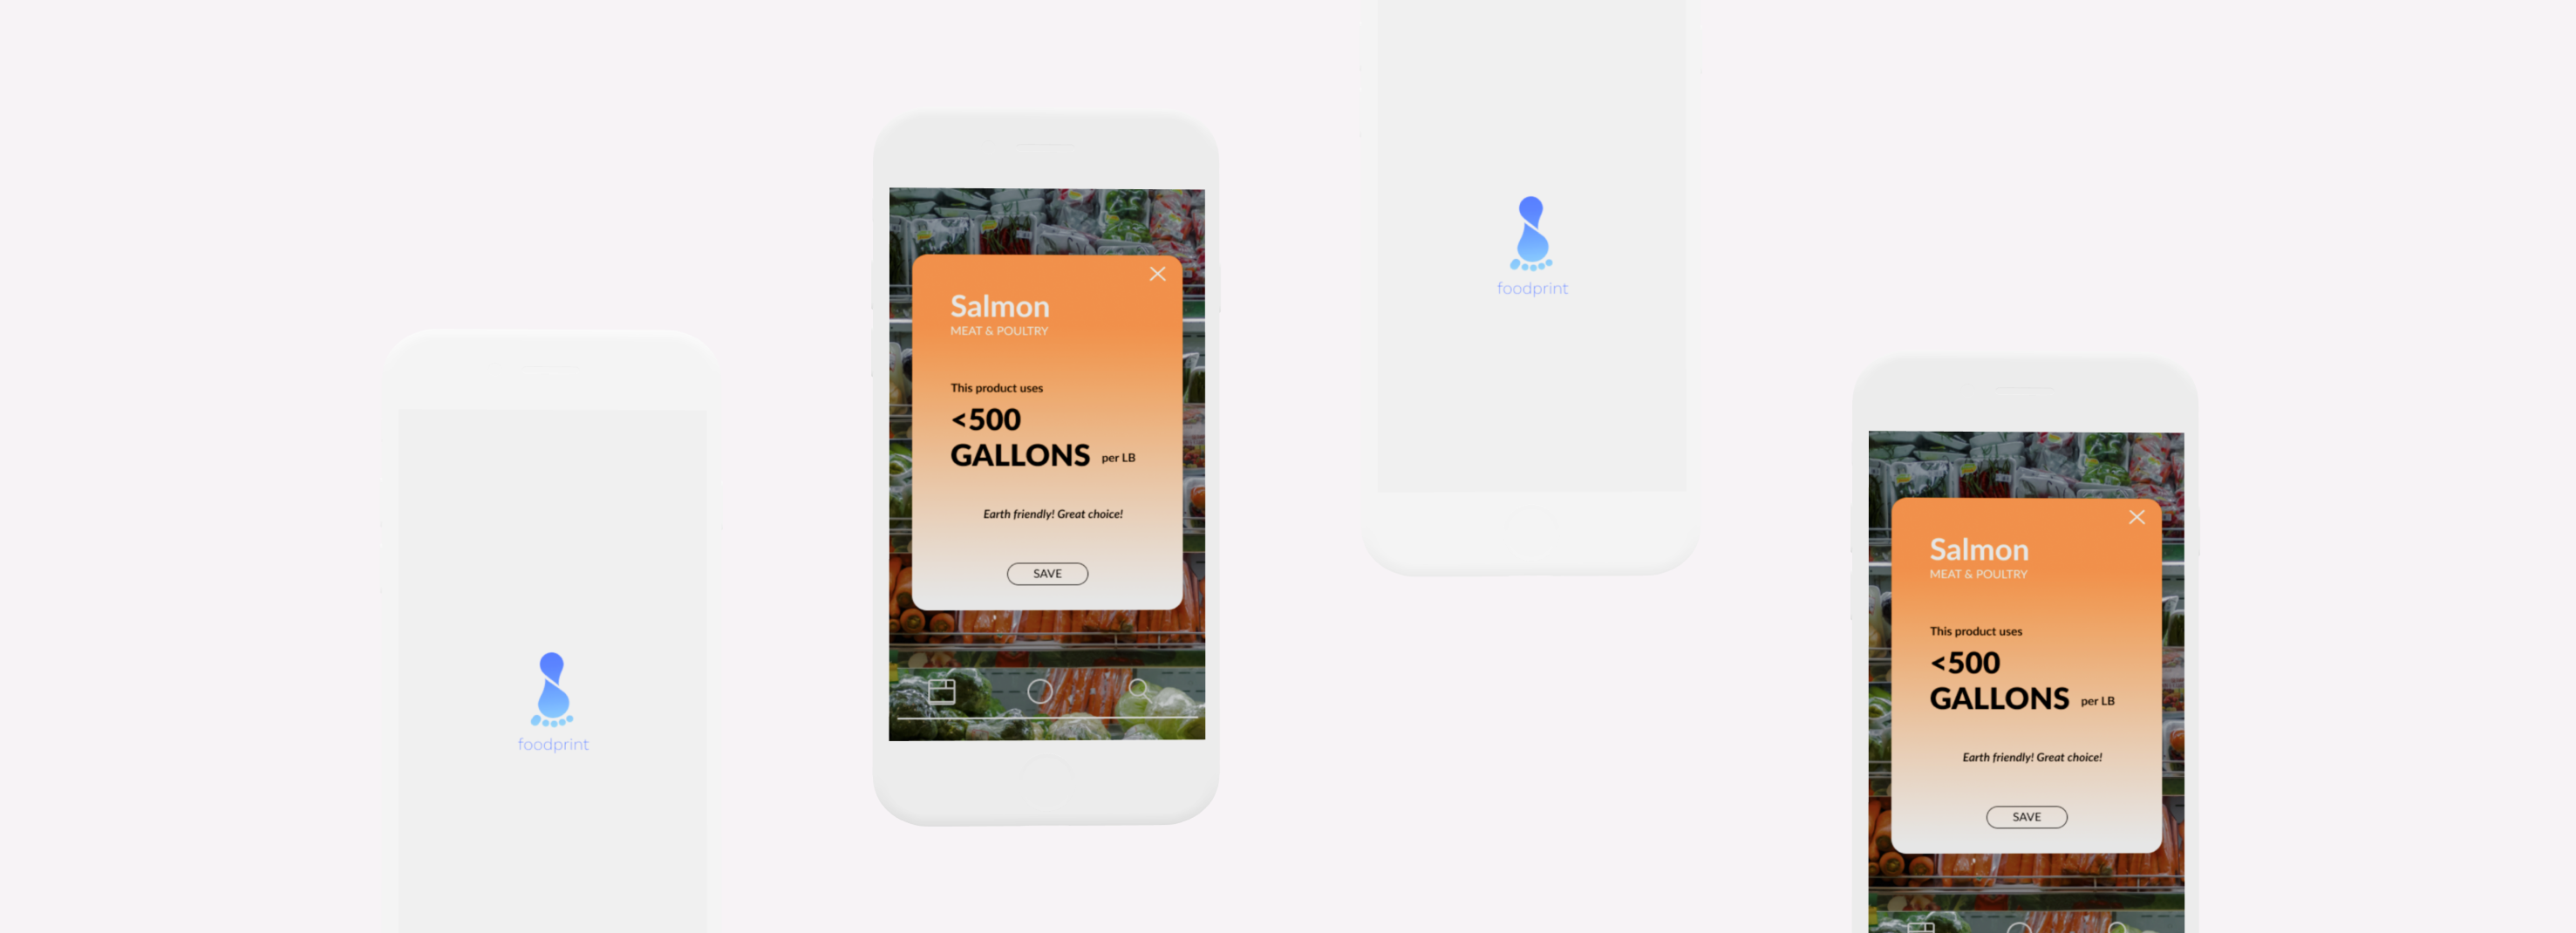 foodprint
Salmon
MEAT & POULTRY
This product uses
<500
GALLONS per LB
Earth friendly! Great choice!
SAVE
foodprint
Salmon
MEAT & POULTRY
This product uses
<500
GALLONS per LB
Earth friendly! Great choice!
SAVE